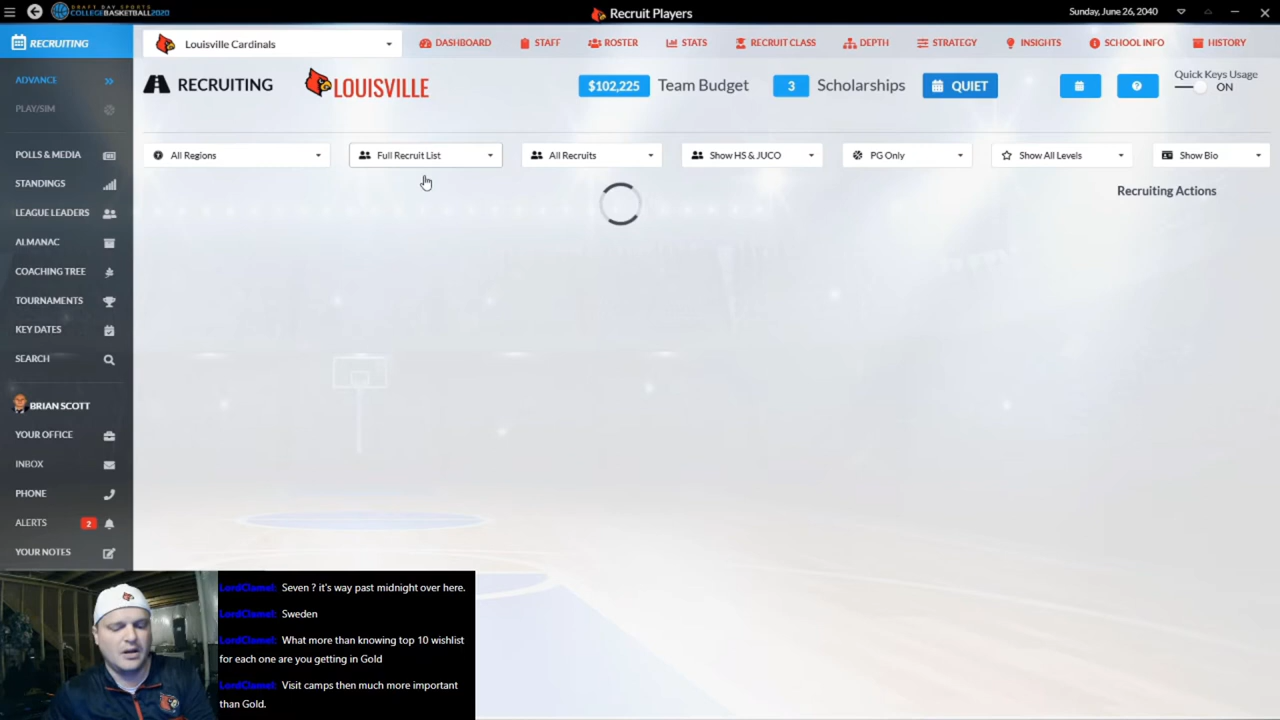 DRAFT DAY SPORTS
COLLEGEBASKETBALL2020
Recruit Players
Sunday, June 26, 2040
RECRUITING
Louisville Cardinals
DASHBOARD
STAFF
ROSTER
STATS
RECRUIT CLASS
DEPTH
STRATEGY
INSIGHTS
SCHOOL INFO
HISTORY
ADVANCE
PLAY/SIM
RECRUITING
LOUISVILLE
$102,225 Team Budget
3 Scholarships
QUIET
Quick Keys Usage
ON
All Regions
Full Recruit List
All Recruits
Show HS & JUCO
PG Only
Show All Levels
Show Bio
Recruiting Actions
POLLS & MEDIA
STANDINGS
LEAGUE LEADERS
ALMANAC
COACHING TREE
TOURNAMENTS
KEY DATES
SEARCH
BRIAN SCOTT
YOUR OFFICE
INBOX
PHONE
ALERTS 2
YOUR NOTES
LordClamel: Seven ? it's way past midnight over here.
LordClamel: Sweden
LordClamel: What more than knowing top 10 wishlist
for each one are you getting in Gold
LordClamel: Visit camps then much more important
than Gold.